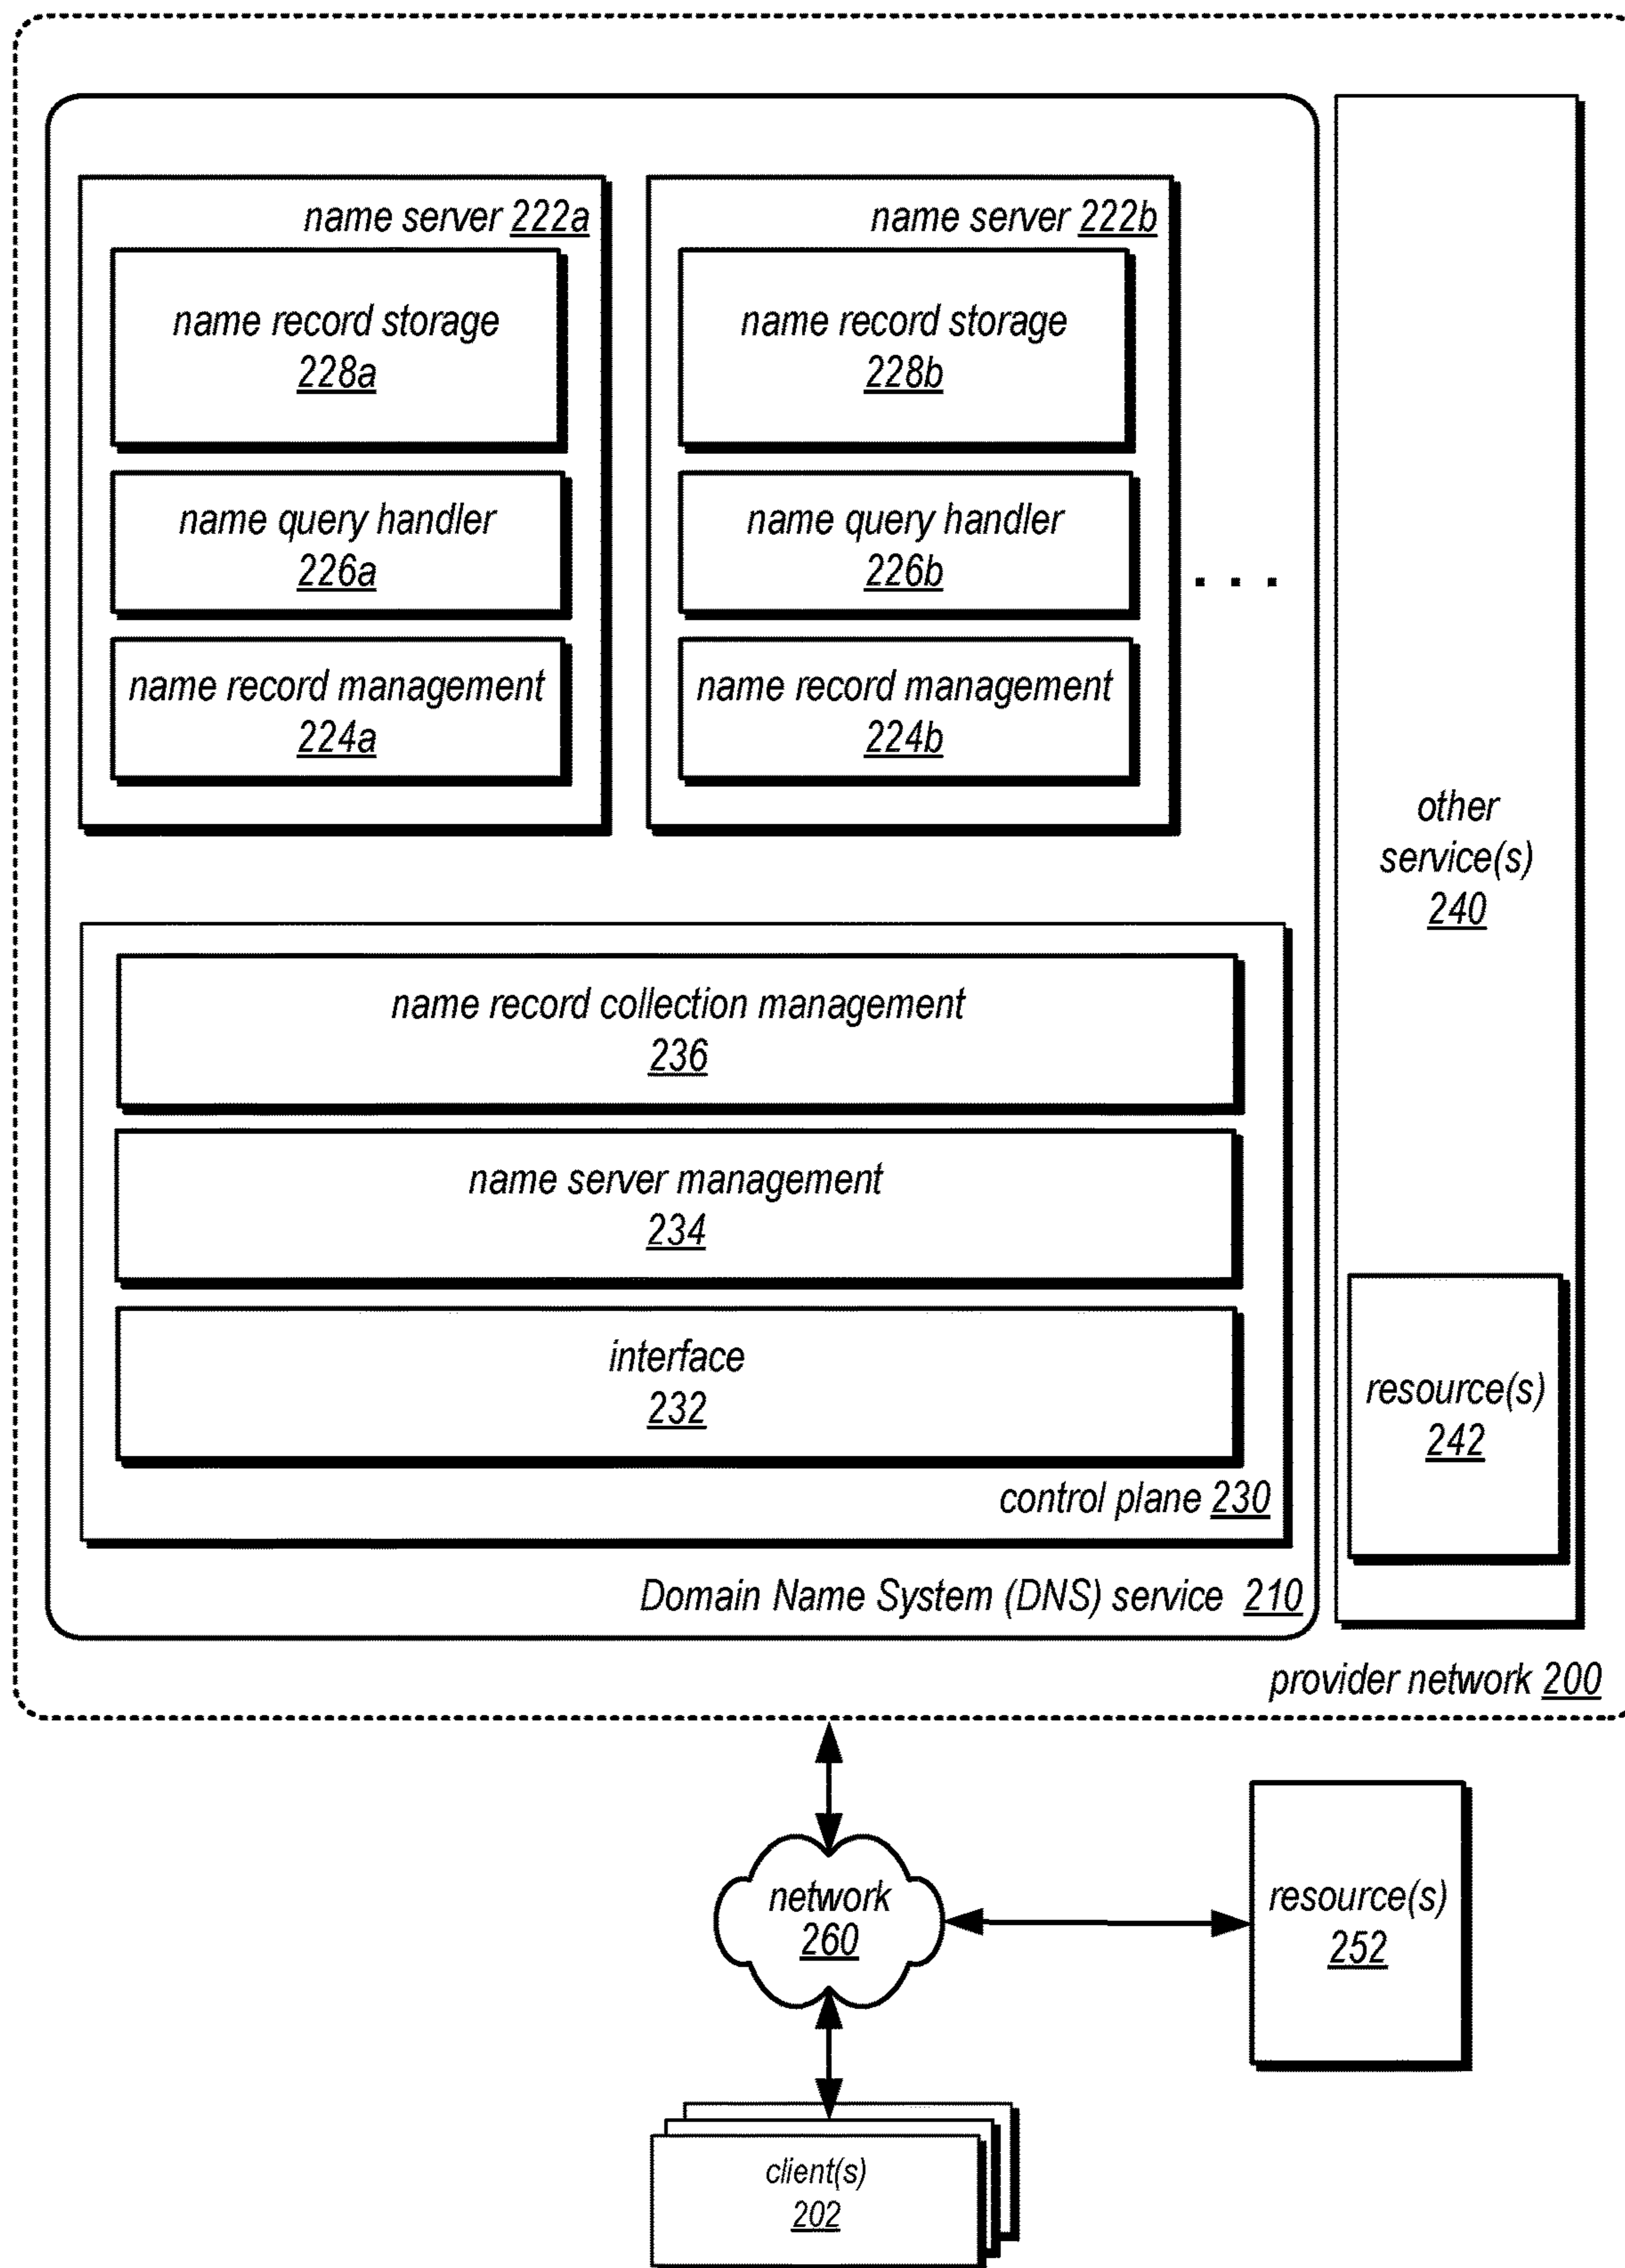 name server 222a
name record storage
228a
name query handler
226a
name record management
224a
name server 222b
name record storage
228b
name query handler
226b
name record management
224b
. . .
name record collection management
236
name server management
234
interface
232
control plane 230
Domain Name System (DNS) service 210
other
service(s)
240
resource(s)
242
provider network 200
network
260
resource(s)
252
client(s)
202